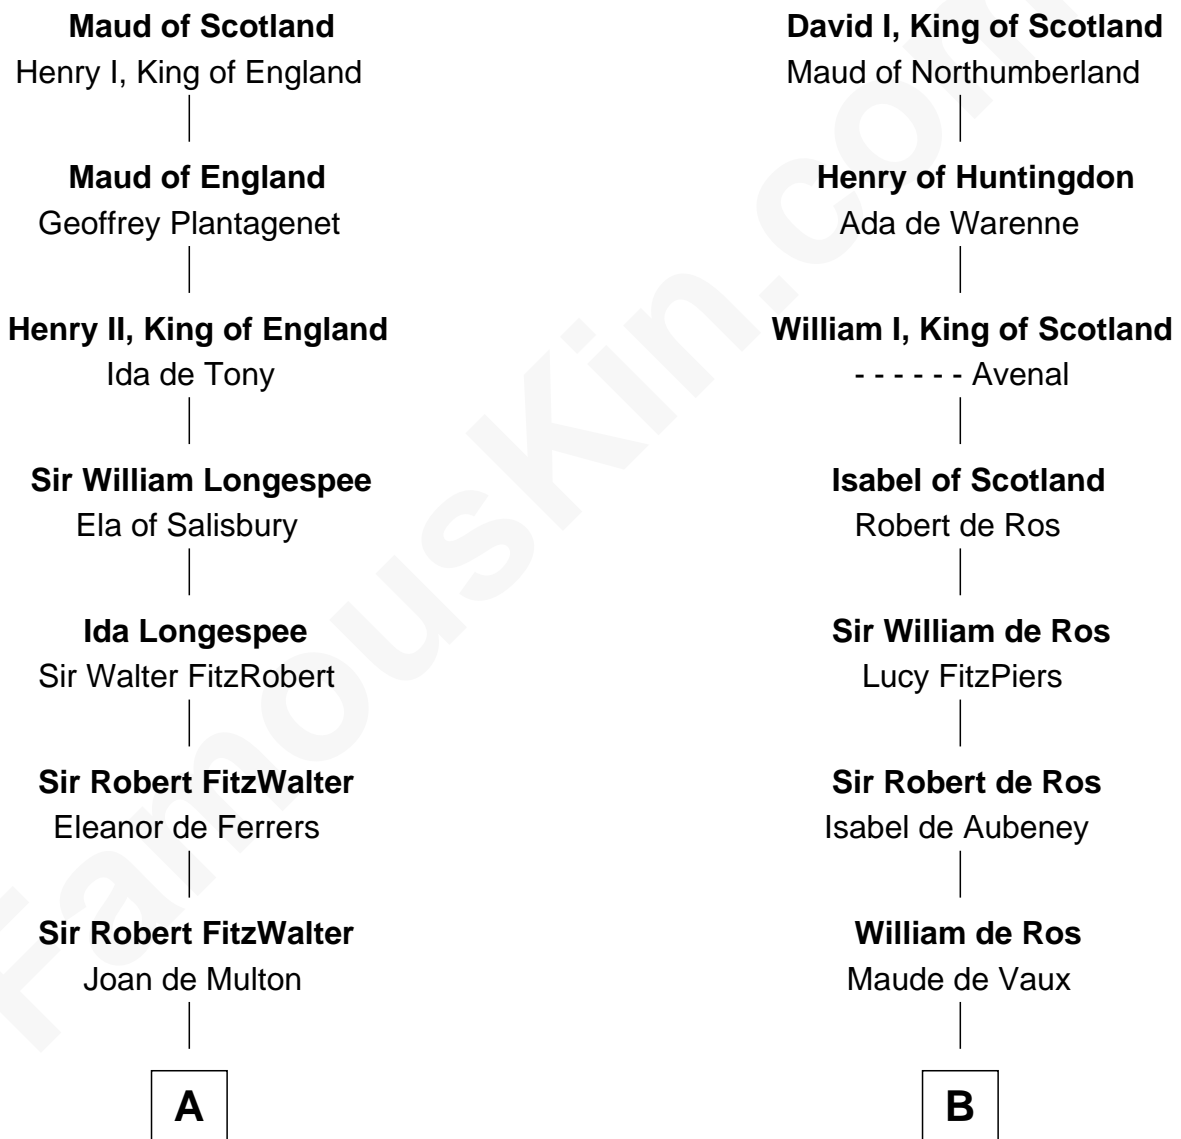 Maud of Scotland
Henry I, King of England
Maud of England
Geoffrey Plantagenet
Henry II, King of England
Ida de Tony
Sir William Longespee
Ela of Salisbury
Ida Longespee
Sir Walter FitzRobert
Sir Robert FitzWalter
Eleanor de Ferrers
Sir Robert FitzWalter
Joan de Multon
A
David I, King of Scotland
Maud of Northumberland
Henry of Huntingdon
Ada de Warenne
William I, King of Scotland
- - - - - - Avenal
Isabel of Scotland
Robert de Ros
Sir William de Ros
Lucy FitzPiers
Sir Robert de Ros
Isabel de Aubeney
William de Ros
Maude de Vaux
B
FamousKin.com